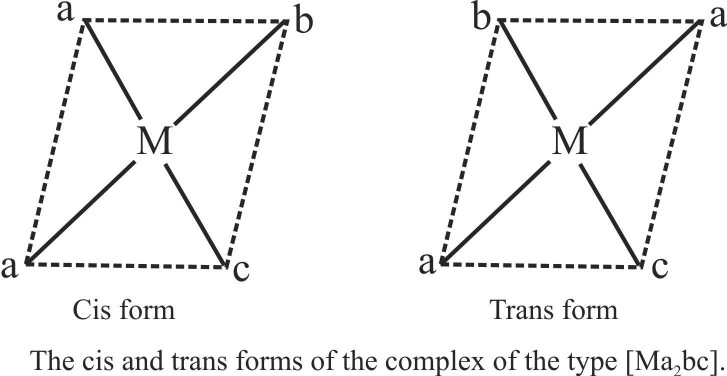 a b b a
M M
a c a c
Cis form Trans form
The cis and trans forms of the complex of the type [Ma₂bc].